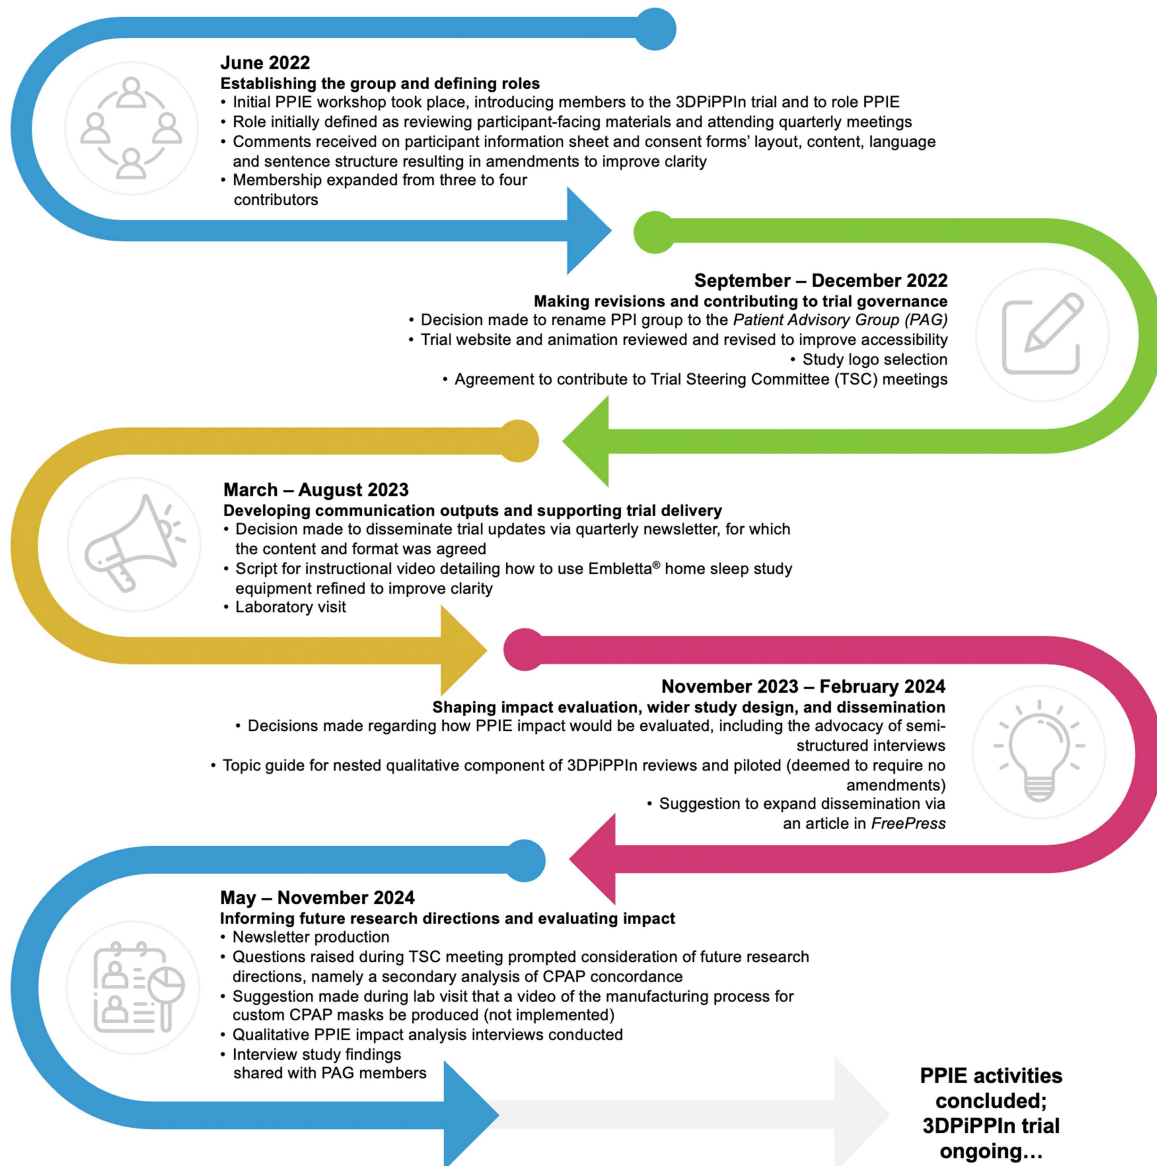 June 2022
Establishing the group and defining roles
• Initial PPIE workshop took place, introducing members to the 3DPiPPIn trial and to role PPIE
• Role initially defined as reviewing participant-facing materials and attending quarterly meetings
• Comments received on participant information sheet and consent forms' layout, content, language
and sentence structure resulting in amendments to improve clarity
• Membership expanded from three to four
contributors
September – December 2022
Making revisions and contributing to trial governance
• Decision made to rename PPI group to the Patient Advisory Group (PAG)
• Trial website and animation reviewed and revised to improve accessibility
• Study logo selection
• Agreement to contribute to Trial Steering Committee (TSC) meetings
March – August 2023
Developing communication outputs and supporting trial delivery
• Decision made to disseminate trial updates via quarterly newsletter, for which
the content and format was agreed
• Script for instructional video detailing how to use Embletta® home sleep study
equipment refined to improve clarity
• Laboratory visit
November 2023 – February 2024
Shaping impact evaluation, wider study design, and dissemination
• Decisions made regarding how PPIE impact would be evaluated, including the advocacy of semi-
structured interviews
• Topic guide for nested qualitative component of 3DPiPPIn reviews and piloted (deemed to require no
amendments)
• Suggestion to expand dissemination via
an article in FreePress
May – November 2024
Informing future research directions and evaluating impact
• Newsletter production
• Questions raised during TSC meeting prompted consideration of future research
directions, namely a secondary analysis of CPAP concordance
• Suggestion made during lab visit that a video of the manufacturing process for
custom CPAP masks be produced (not implemented)
• Qualitative PPIE impact analysis interviews conducted
• Interview study findings
shared with PAG members
PPIE activities
concluded;
3DPiPPIn trial
ongoing…